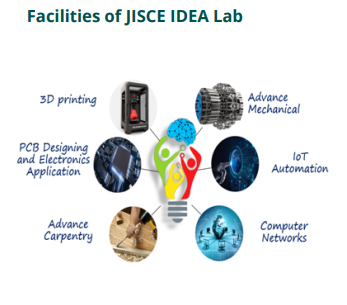 Facilities of JISCE IDEA Lab
3D printing
Advance
Mechanical
PCB Designing
and Electronics
Application
IoT
Automation
Advance
Carpentry
Computer
Networks